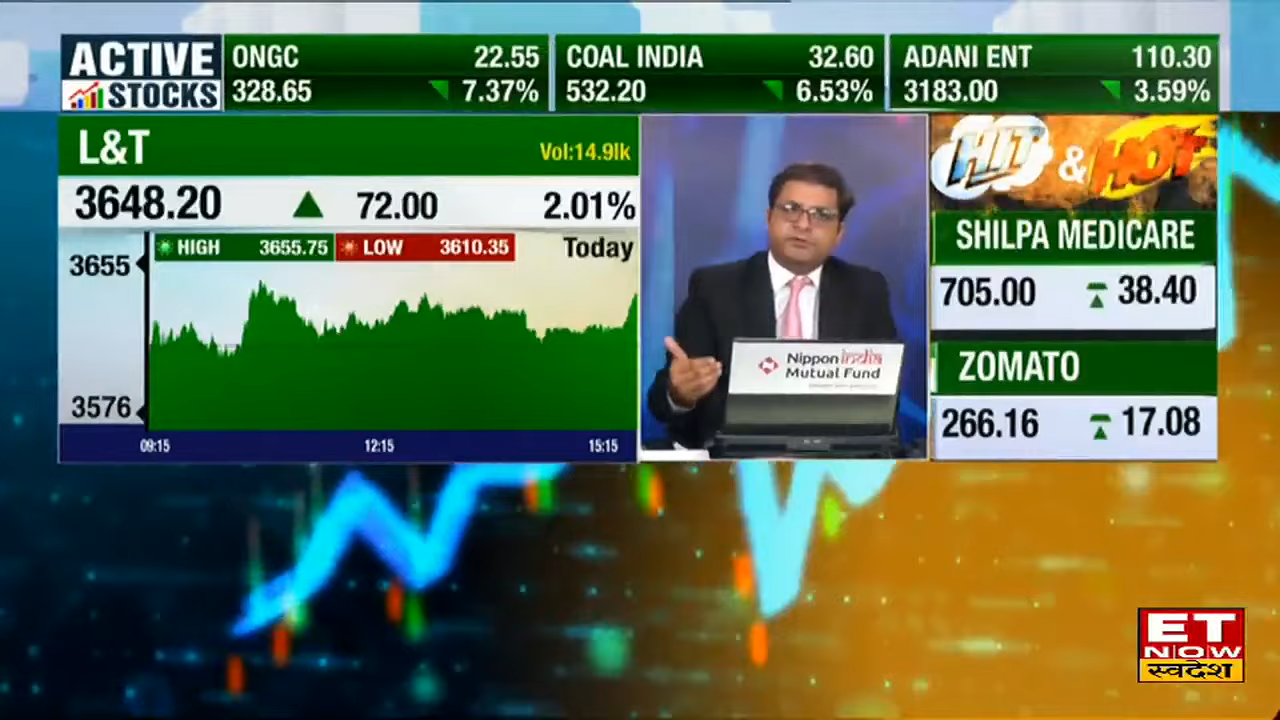 ACTIVE STOCKS
ONGC 22.55
328.65 7.37%
COAL INDIA 32.60
532.20 6.53%
ADANI ENT 110.30
3183.00 3.59%
L&T Vol:14.9lk
3648.20 72.00 2.01%
HIGH 3655.75 LOW 3610.35 Today
3655
3576
09:15 12:15 15:15
Nippon india
Mutual Fund
HIT & HOT
SHILPA MEDICARE
705.00 38.40
ZOMATO
266.16 17.08
ET
NOW
स्वदेश